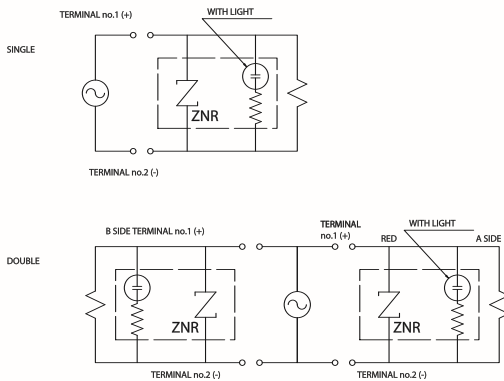 TERMINAL no.1 (+)
WITH LIGHT
SINGLE
ZNR
TERMINAL no.2 (-)
B SIDE TERMINAL no.1 (+)
TERMINAL
no.1 (+)
RED
WITH LIGHT
A SIDE
DOUBLE
ZNR
ZNR
TERMINAL no.2 (-)
TERMINAL no.2 (-)